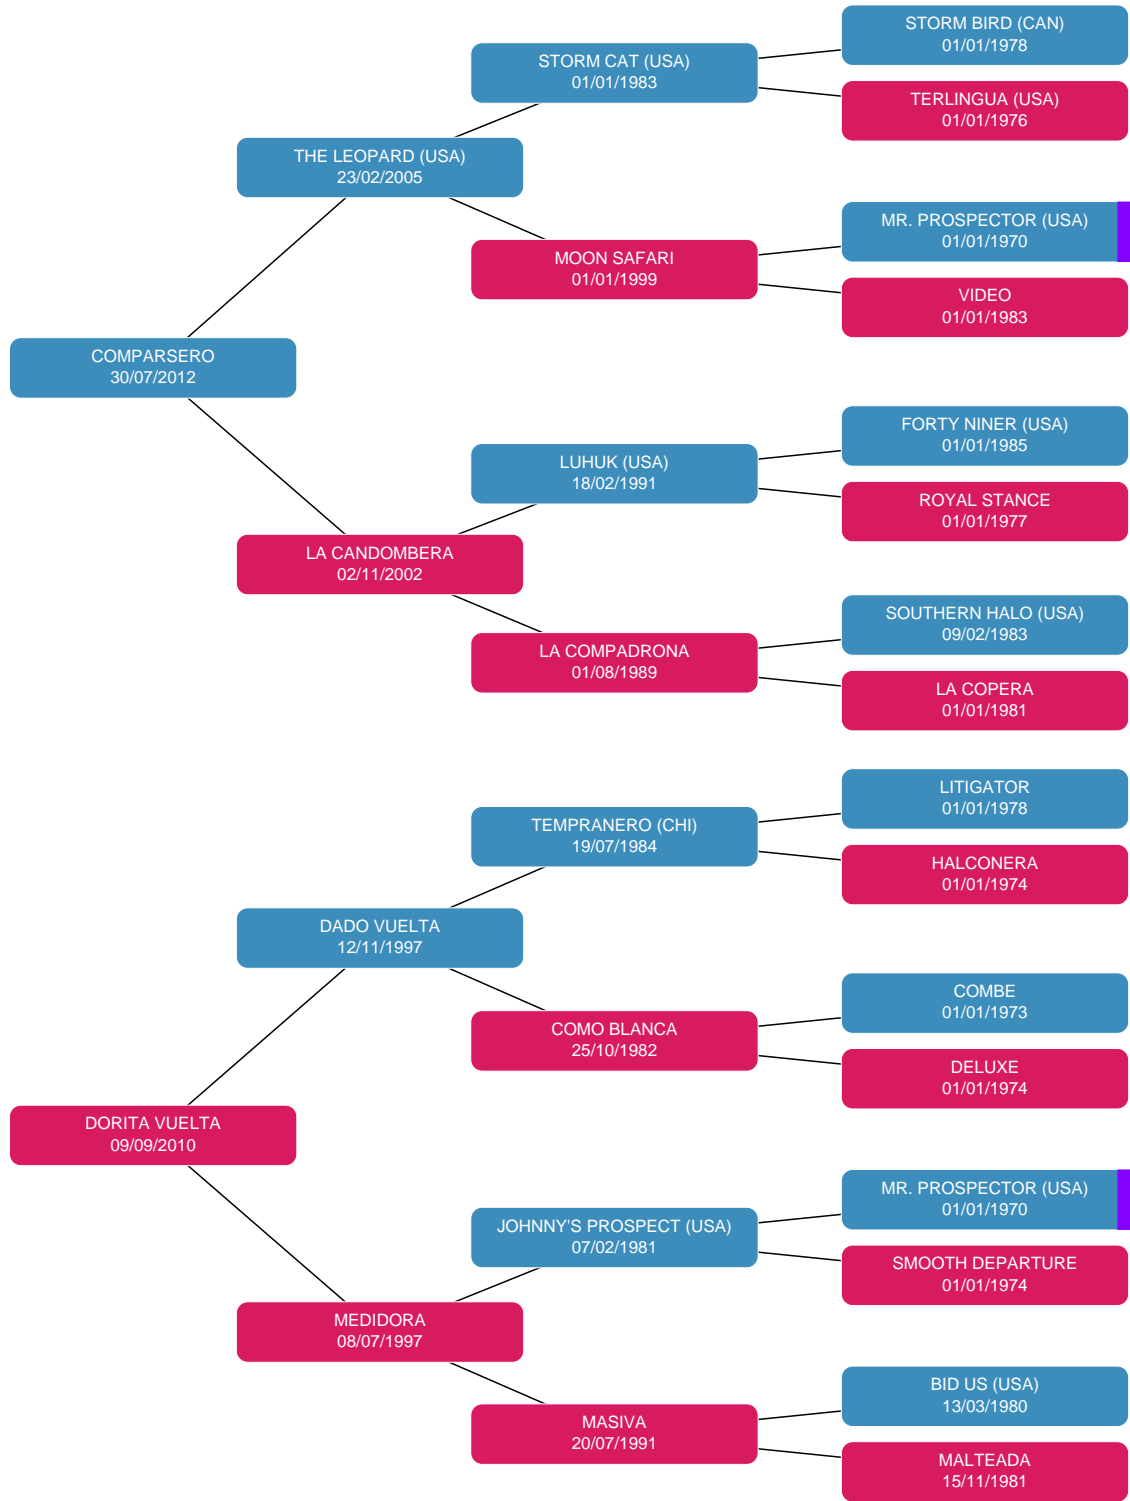 STORM BIRD (CAN)
01/01/1978
STORM CAT (USA)
01/01/1983
TERLINGUA (USA)
01/01/1976
THE LEOPARD (USA)
23/02/2005
MR. PROSPECTOR (USA)
01/01/1970
MOON SAFARI
01/01/1999
VIDEO
01/01/1983
COMPARSERO
30/07/2012
FORTY NINER (USA)
01/01/1985
LUHUK (USA)
18/02/1991
ROYAL STANCE
01/01/1977
LA CANDOMBERA
02/11/2002
SOUTHERN HALO (USA)
09/02/1983
LA COMPADRONA
01/08/1989
LA COPERA
01/01/1981
LITIGATOR
01/01/1978
TEMPRANERO (CHI)
19/07/1984
HALCONERA
01/01/1974
DADO VUELTA
12/11/1997
COMBE
01/01/1973
COMO BLANCA
25/10/1982
DELUXE
01/01/1974
DORITA VUELTA
09/09/2010
MR. PROSPECTOR (USA)
01/01/1970
JOHNNY'S PROSPECT (USA)
07/02/1981
SMOOTH DEPARTURE
01/01/1974
MEDIDORA
08/07/1997
BID US (USA)
13/03/1980
MASIVA
20/07/1991
MALTEADA
15/11/1981